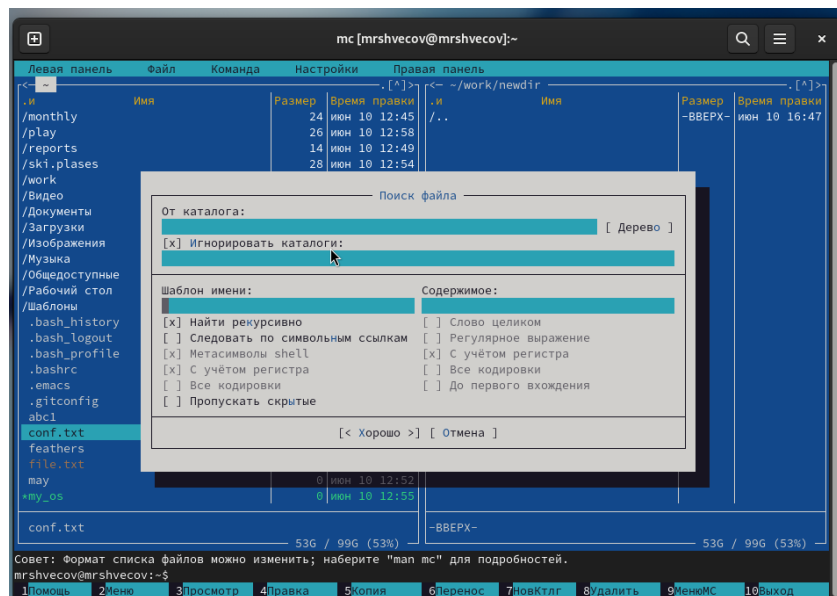 mc [mrshvecov@mrshvecov]:~
Левая панель Файл Команда Настройки Правая панель
<- ~ .[^]> <- ~/work/newdir .[^]>
.и Имя Размер Время правки .и Имя Размер Время правки
/monthly 24 июн 10 12:45 /.. -ВВЕРХ- июн 10 16:47
/play 26 июн 10 12:58
/reports 14 июн 10 12:49
/ski.plases 28 июн 10 12:54
/work
/Видео Поиск файла
/Документы От каталога:
/Загрузки [ Дерево ]
/Изображения [x] Игнорировать каталоги:
/Музыка
/Общедоступные
/Рабочий стол Шаблон имени: Содержимое:
/Шаблоны
.bash_history [x] Найти рекурсивно [ ] Слово целиком
.bash_logout [ ] Следовать по символьным ссылкам [ ] Регулярное выражение
.bash_profile [x] Метасимволы shell [x] С учётом регистра
.bashrc [x] С учётом регистра [ ] Все кодировки
.emacs [ ] Все кодировки [ ] До первого вхождения
.gitconfig [ ] Пропускать скрытые
abc1
conf.txt [< Хорошо >] [ Отмена ]
feathers
file.txt
may 0 июн 10 12:52
*my_os 0 июн 10 12:55
conf.txt -ВВЕРХ-
53G / 99G (53%) 53G / 99G (53%)
Совет: Формат списка файлов можно изменить; наберите "man mc" для подробностей.
mrshvecov@mrshvecov:~$
1Помощь 2Меню 3Просмотр 4Правка 5Копия 6Перенос 7НовКтлг 8Удалить 9МенюMC 10Выход